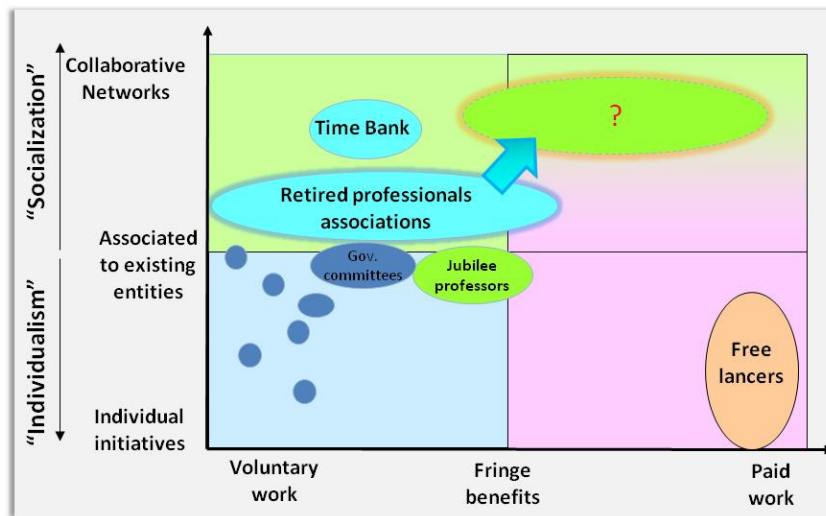 "Socialization"
"Individualism"
Collaborative
Networks
Associated
to existing
entities
Individual
initiatives
Time Bank
?
Retired professionals
associations
Gov.
committees
Jubilee
professors
Free
lancers
Voluntary
work
Fringe
benefits
Paid
work